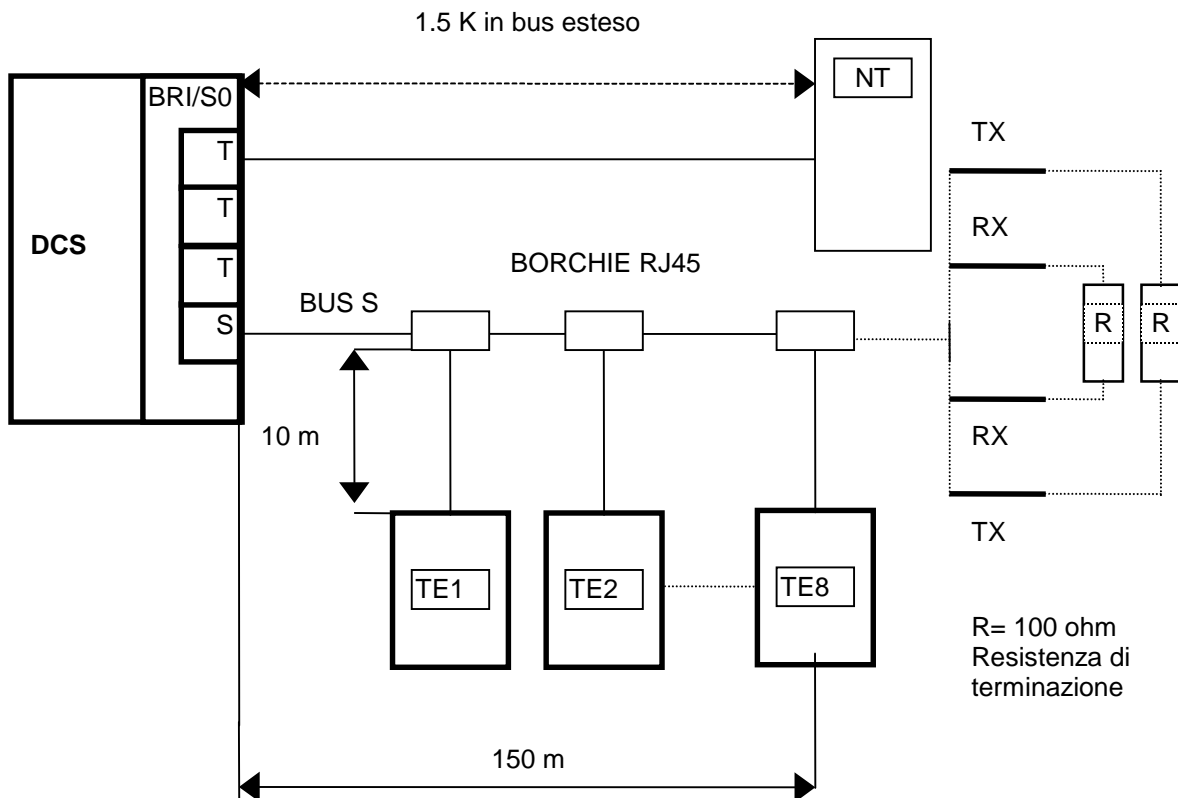 1.5 K in bus esteso
BRI/S0
NT
TX
T
T
DCS
RX
T
BORCHIE RJ45
BUS S
S
R
R
10 m
RX
TX
TE1
TE2
TE8
R= 100 ohm
Resistenza di
terminazione
150 m